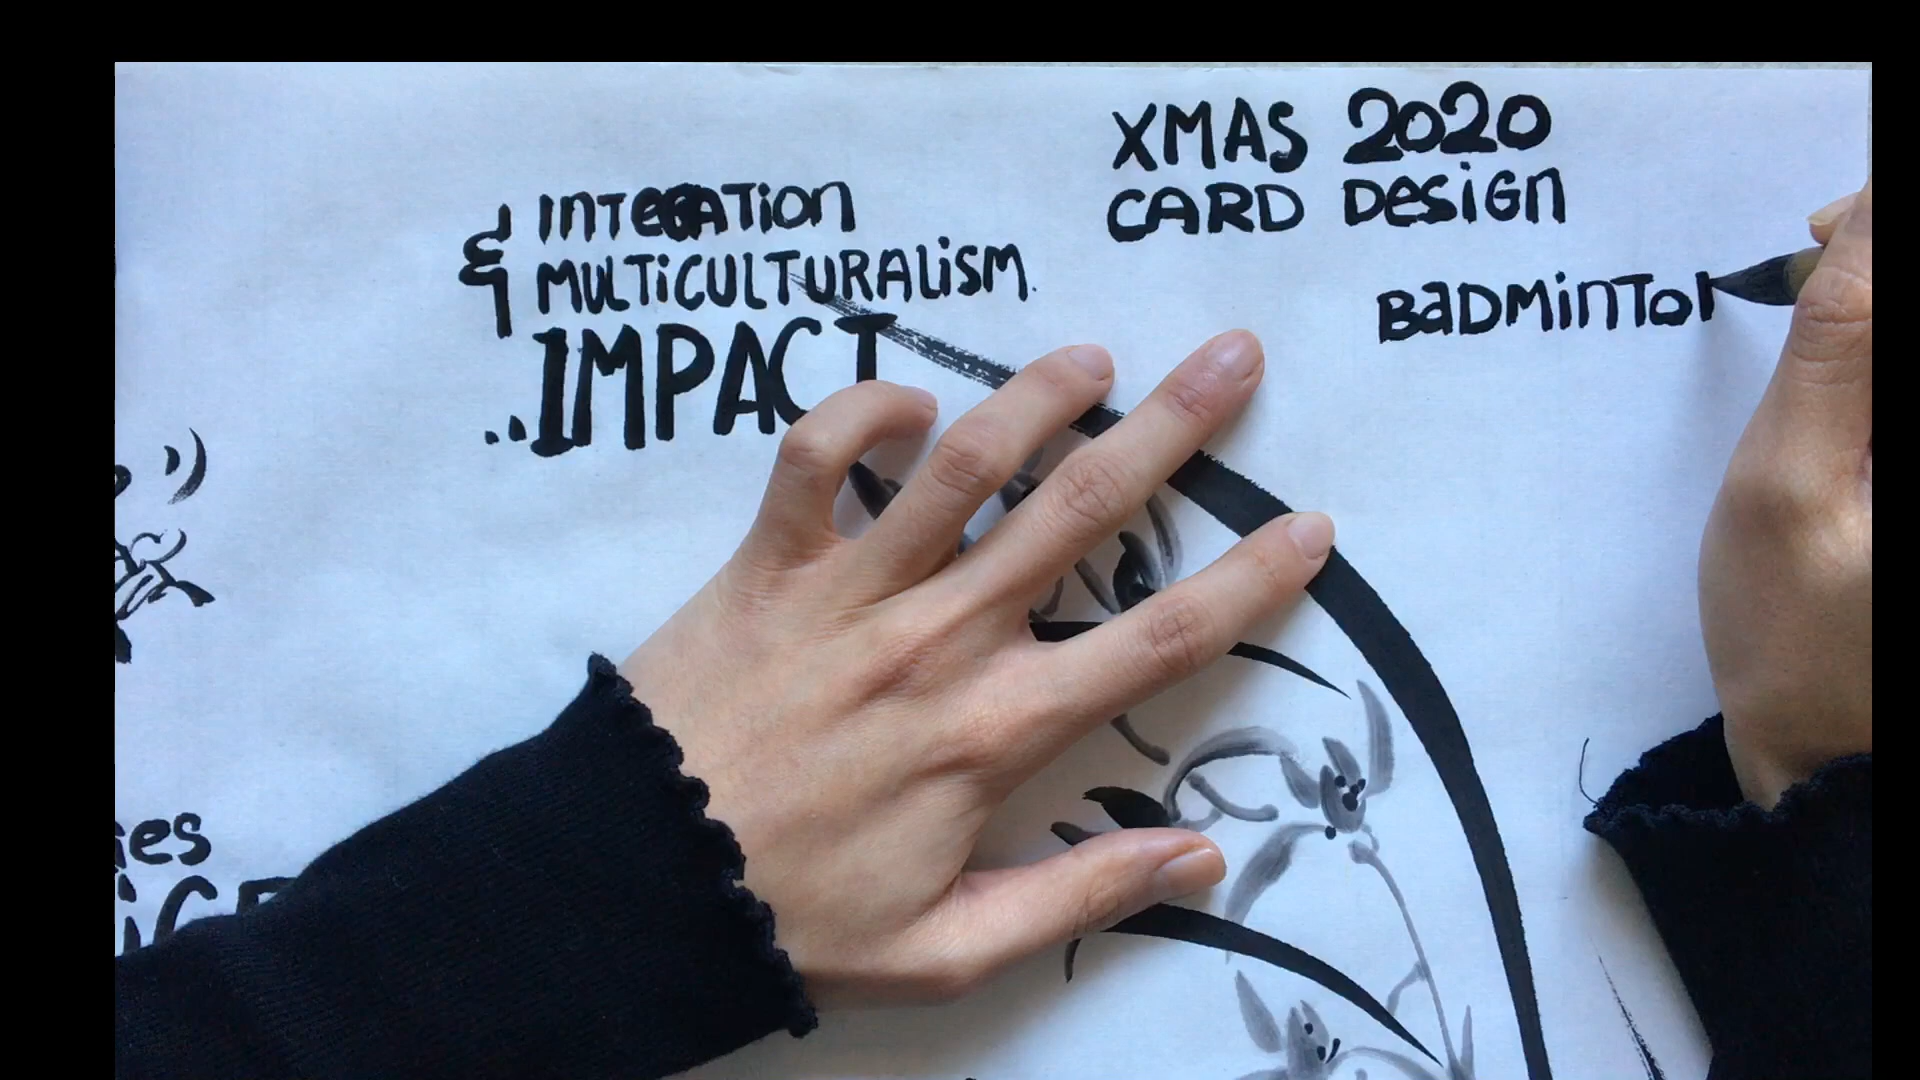 XMAS 2020
CARD DESIGN
& INTEGRATION
MULTICULTURALISM.
..IMPACT
BADMINTON
ies